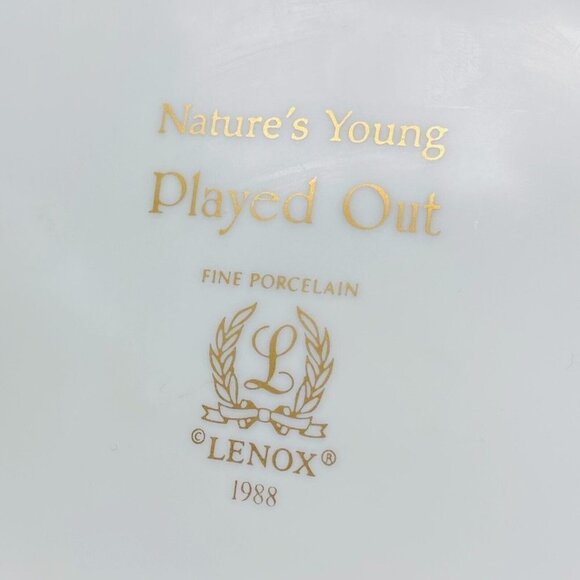 Nature's Young
Played Out
FINE PORCELAIN
L
©LENOX®
1988